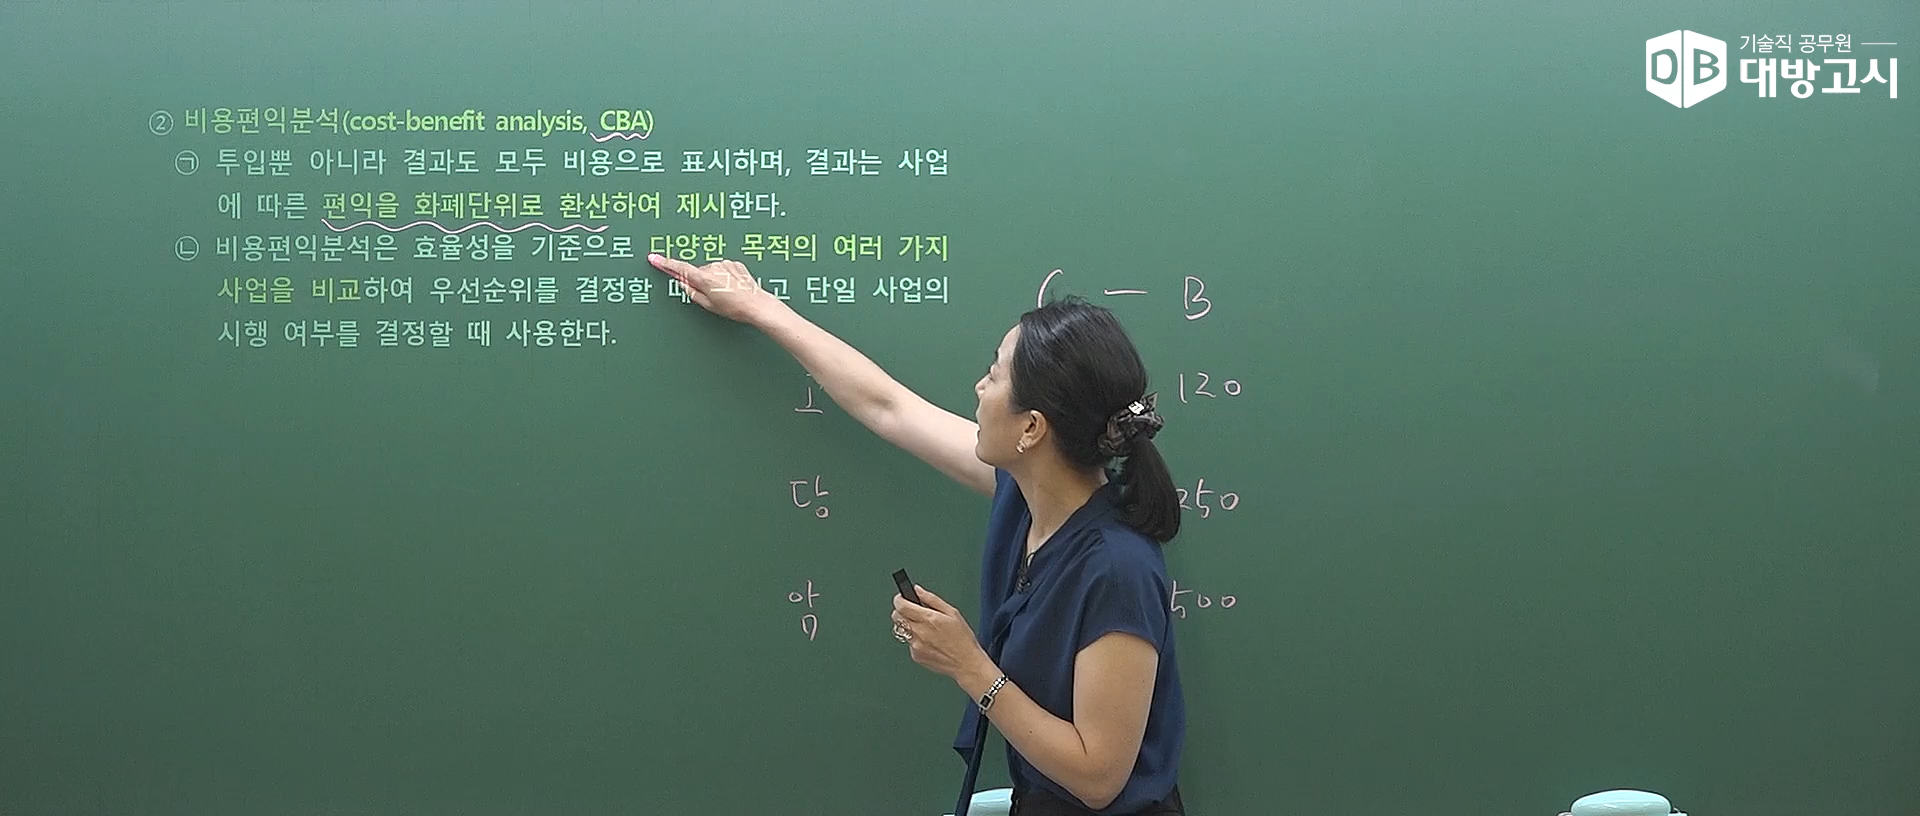 기술직 공무원
DB 대방고시
② 비용편익분석(cost-benefit analysis, CBA)
㉠ 투입뿐 아니라 결과도 모두 비용으로 표시하며, 결과는 사업
에 따른 편익을 화폐단위로 환산하여 제시한다.
㉡ 비용편익분석은 효율성을 기준으로 다양한 목적의 여러 가지
사업을 비교하여 우선순위를 결정할 때, 그리고 단일 사업의
시행 여부를 결정할 때 사용한다.
C - B
고 120
당 250
암 500